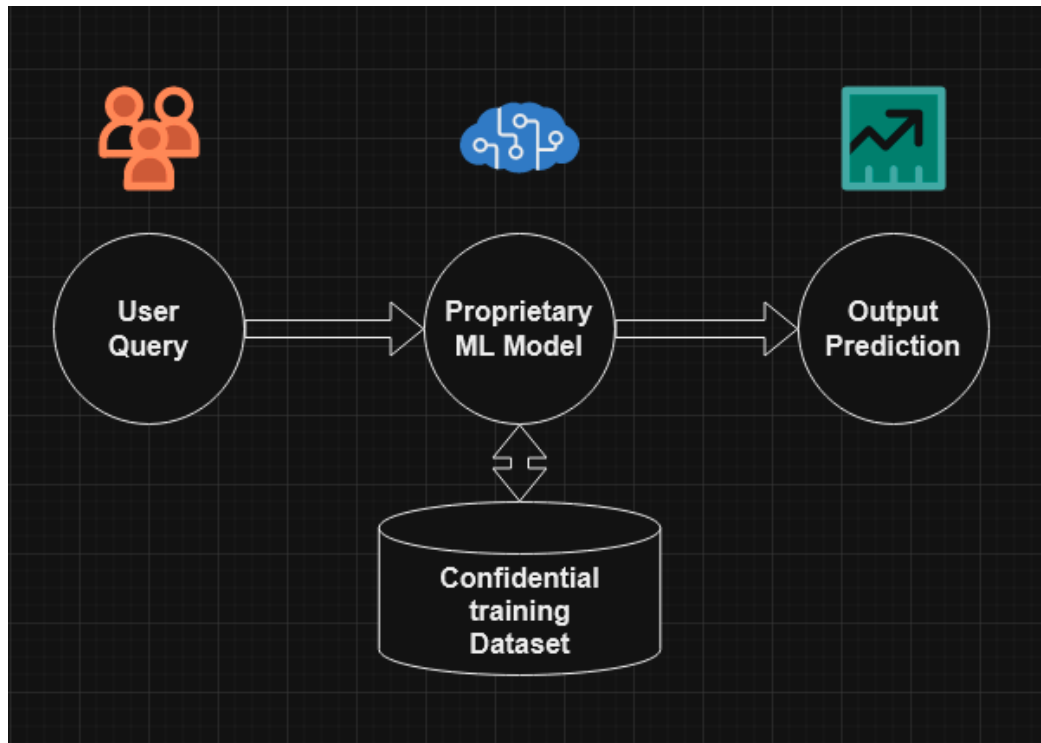 User
Query
Proprietary
ML Model
Output
Prediction
Confidential
training
Dataset